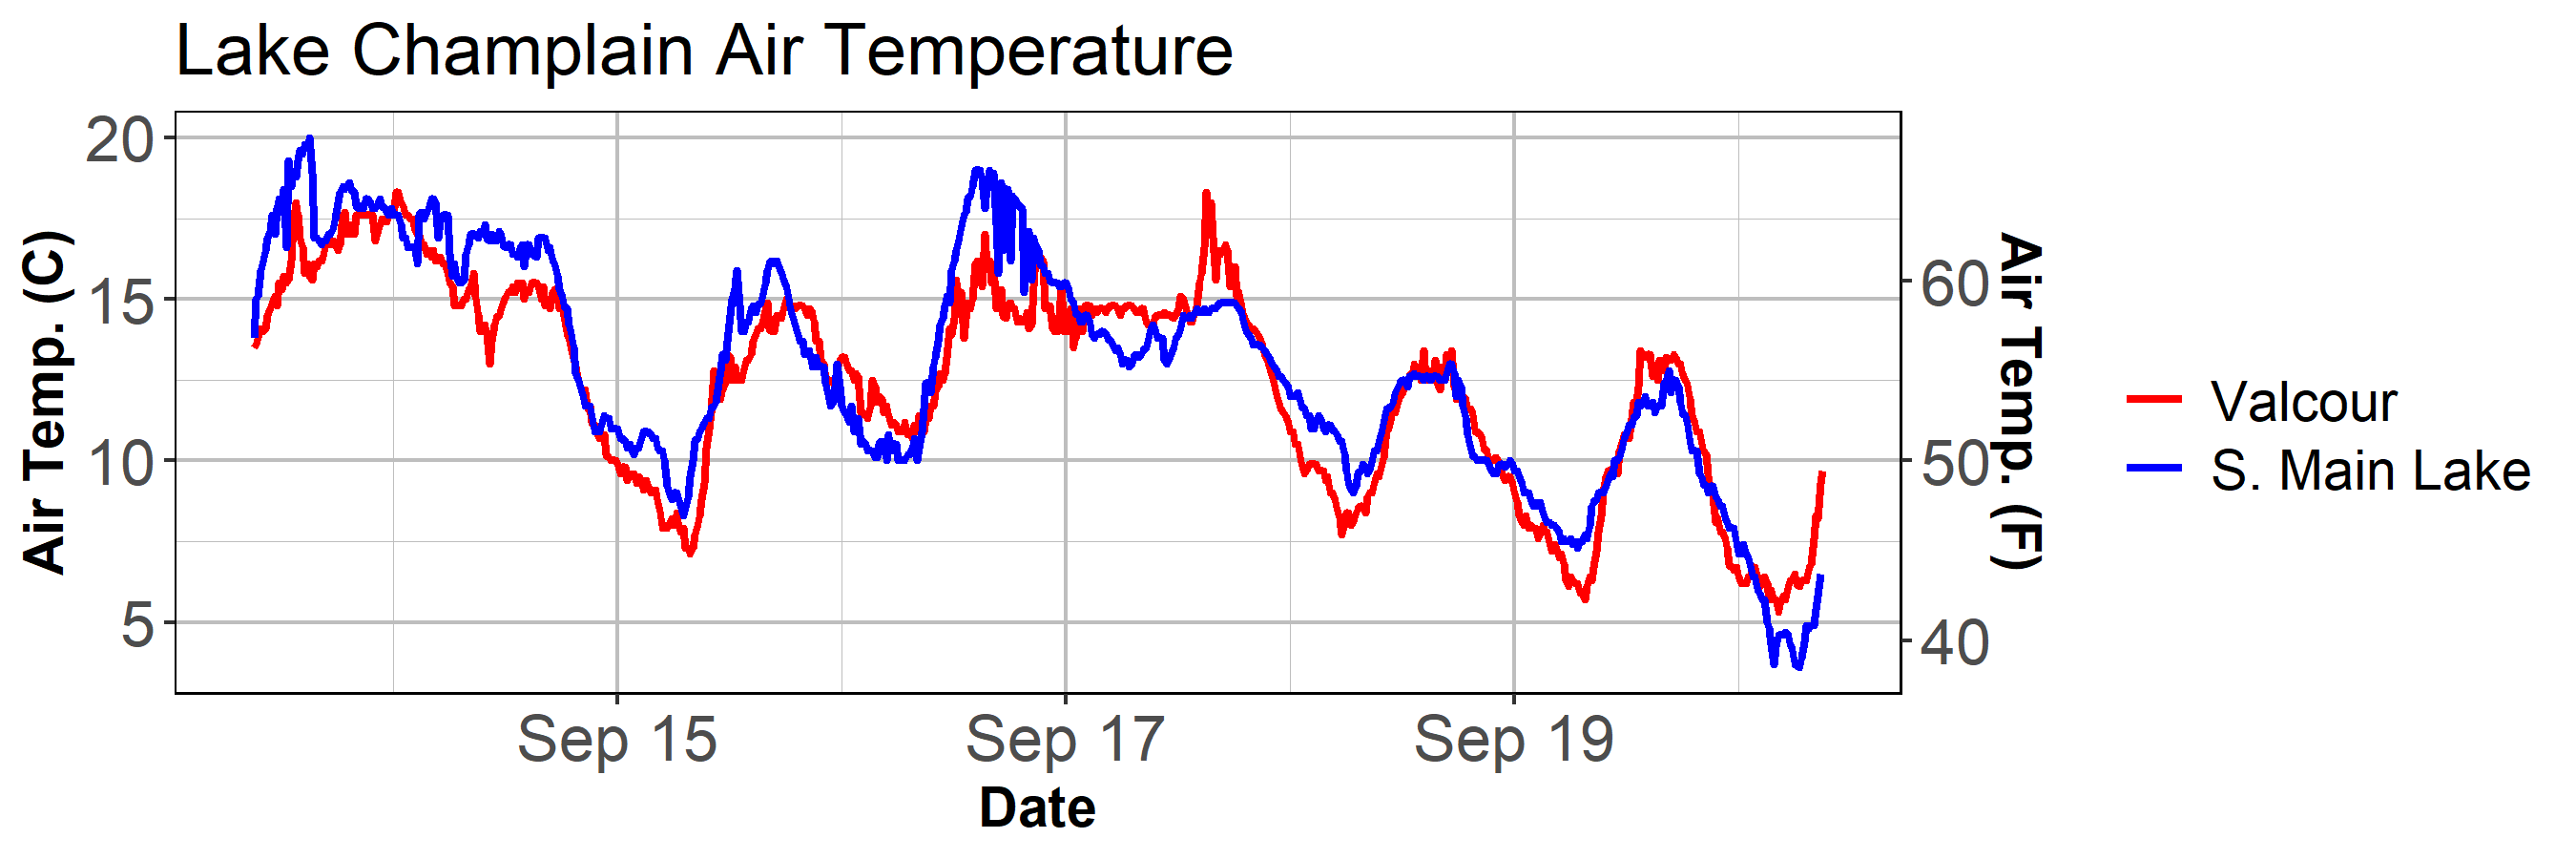 Lake Champlain Air Temperature
Air Temp. (C)
20
15
10
5
60
50
40
Air Temp. (F)
Sep 15
Sep 17
Sep 19
Date
Valcour
S. Main Lake